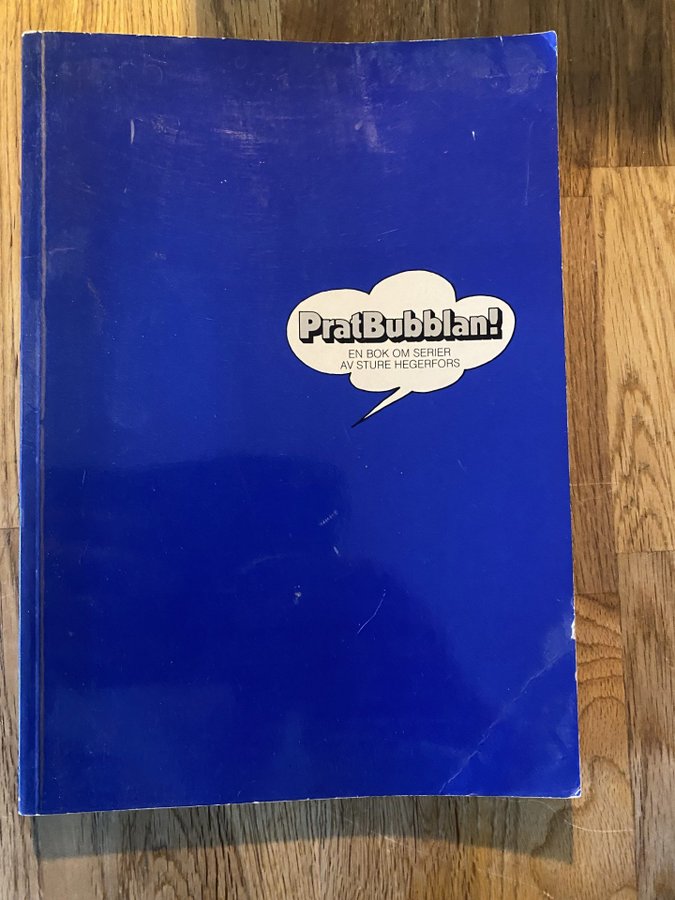 PratBubblan!
EN BOK OM SERIER
AV STURE HEGERFORS